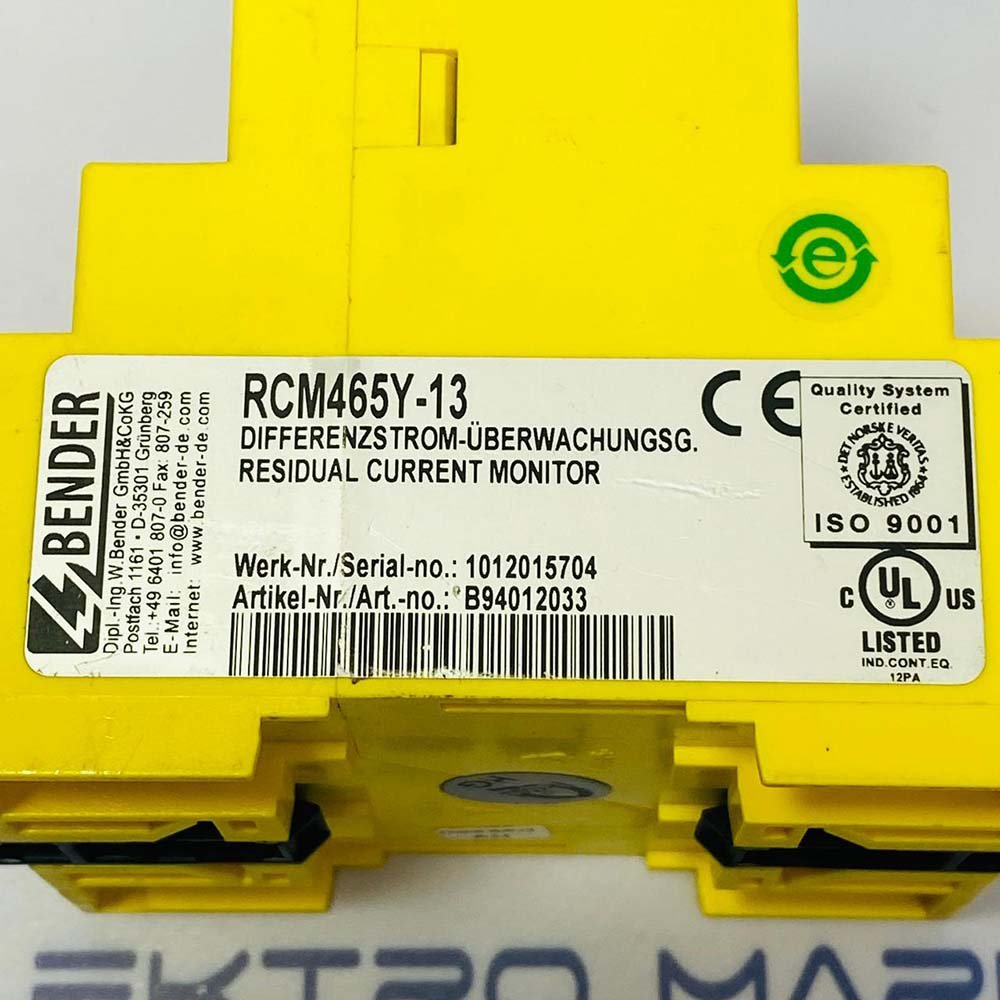 BENDER
Dipl.-Ing.W.Bender GmbH&CoKG
Postfach 1161 · D-35301 Grünberg
Tel.:+49 6401 807-0 Fax: 807-259
E-Mail: info@bender-de.com
Internet: www.bender-de.com
RCM465Y-13
DIFFERENZSTROM-ÜBERWACHUNGSG.
RESIDUAL CURRENT MONITOR
Werk-Nr./Serial-no.: 1012015704
Artikel-Nr./Art.-no.: B94012033
CE
Quality System
Certified
DET NORSKE VERITAS
ESTABLISHED 1864
ISO 9001
C UL US
LISTED
IND.CONT.EQ.
12PA
e
EKTRO MAR